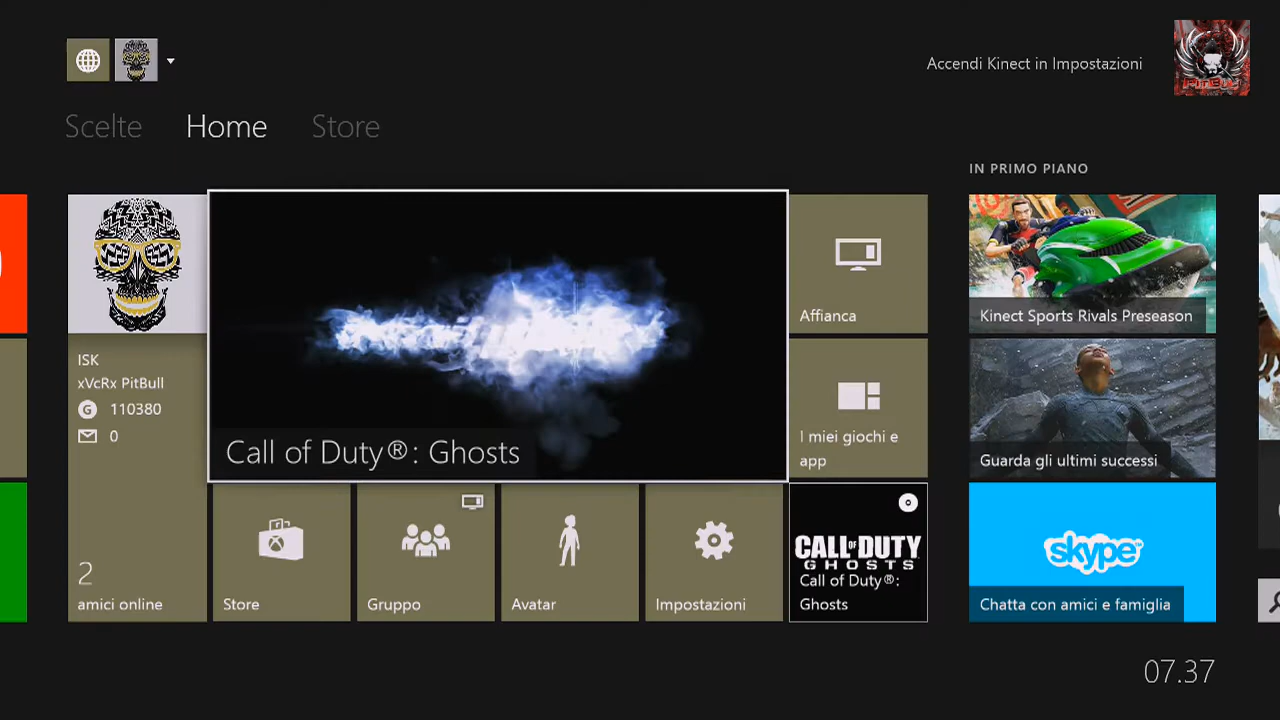 Accendi Kinect in Impostazioni
PITBULL
Scelte
Home
Store
IN PRIMO PIANO
ISK
xVcRx PitBull
G 110380
0
2
amici online
Call of Duty®: Ghosts
Affianca
I miei giochi e
app
Store
Gruppo
Avatar
Impostazioni
CALL OF DUTY
GHOSTS
Call of Duty®:
Ghosts
Kinect Sports Rivals Preseason
Guarda gli ultimi successi
skype™
Chatta con amici e famiglia
07.37